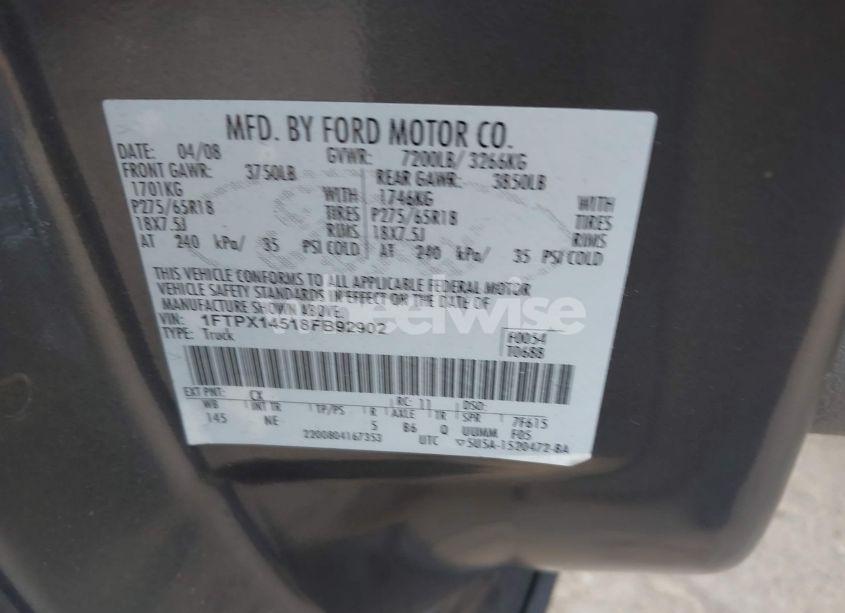 MFD. BY FORD MOTOR CO.
DATE: 04/08 GVWR: 7200LB/ 3266KG
FRONT GAWR: 3750LB REAR GAWR: 3850LB
1701KG WITH 1746KG WITH
P275/65R18 TIRES P275/65R18 TIRES
18X7.5J RIMS 18X7.5J RIMS
AT 240 kPa/ 35 PSI COLD AT 240 kPa/ 35 PSI COLD
THIS VEHICLE CONFORMS TO ALL APPLICABLE FEDERAL MOTOR
VEHICLE SAFETY STANDARDS IN EFFECT ON THE DATE OF
MANUFACTURE SHOWN ABOVE.
VIN: 1FTPX14518FB92902
TYPE: Truck
F0054
T0688
EXT PNT: CX RC: 11 DSO:
WB INT TR TP/PS R AXLE TR SPR 7F615
145 NE 5 B6 Q UUMM F05
2200804167353 UTC 5U5A-1520472-BA
wheelwise